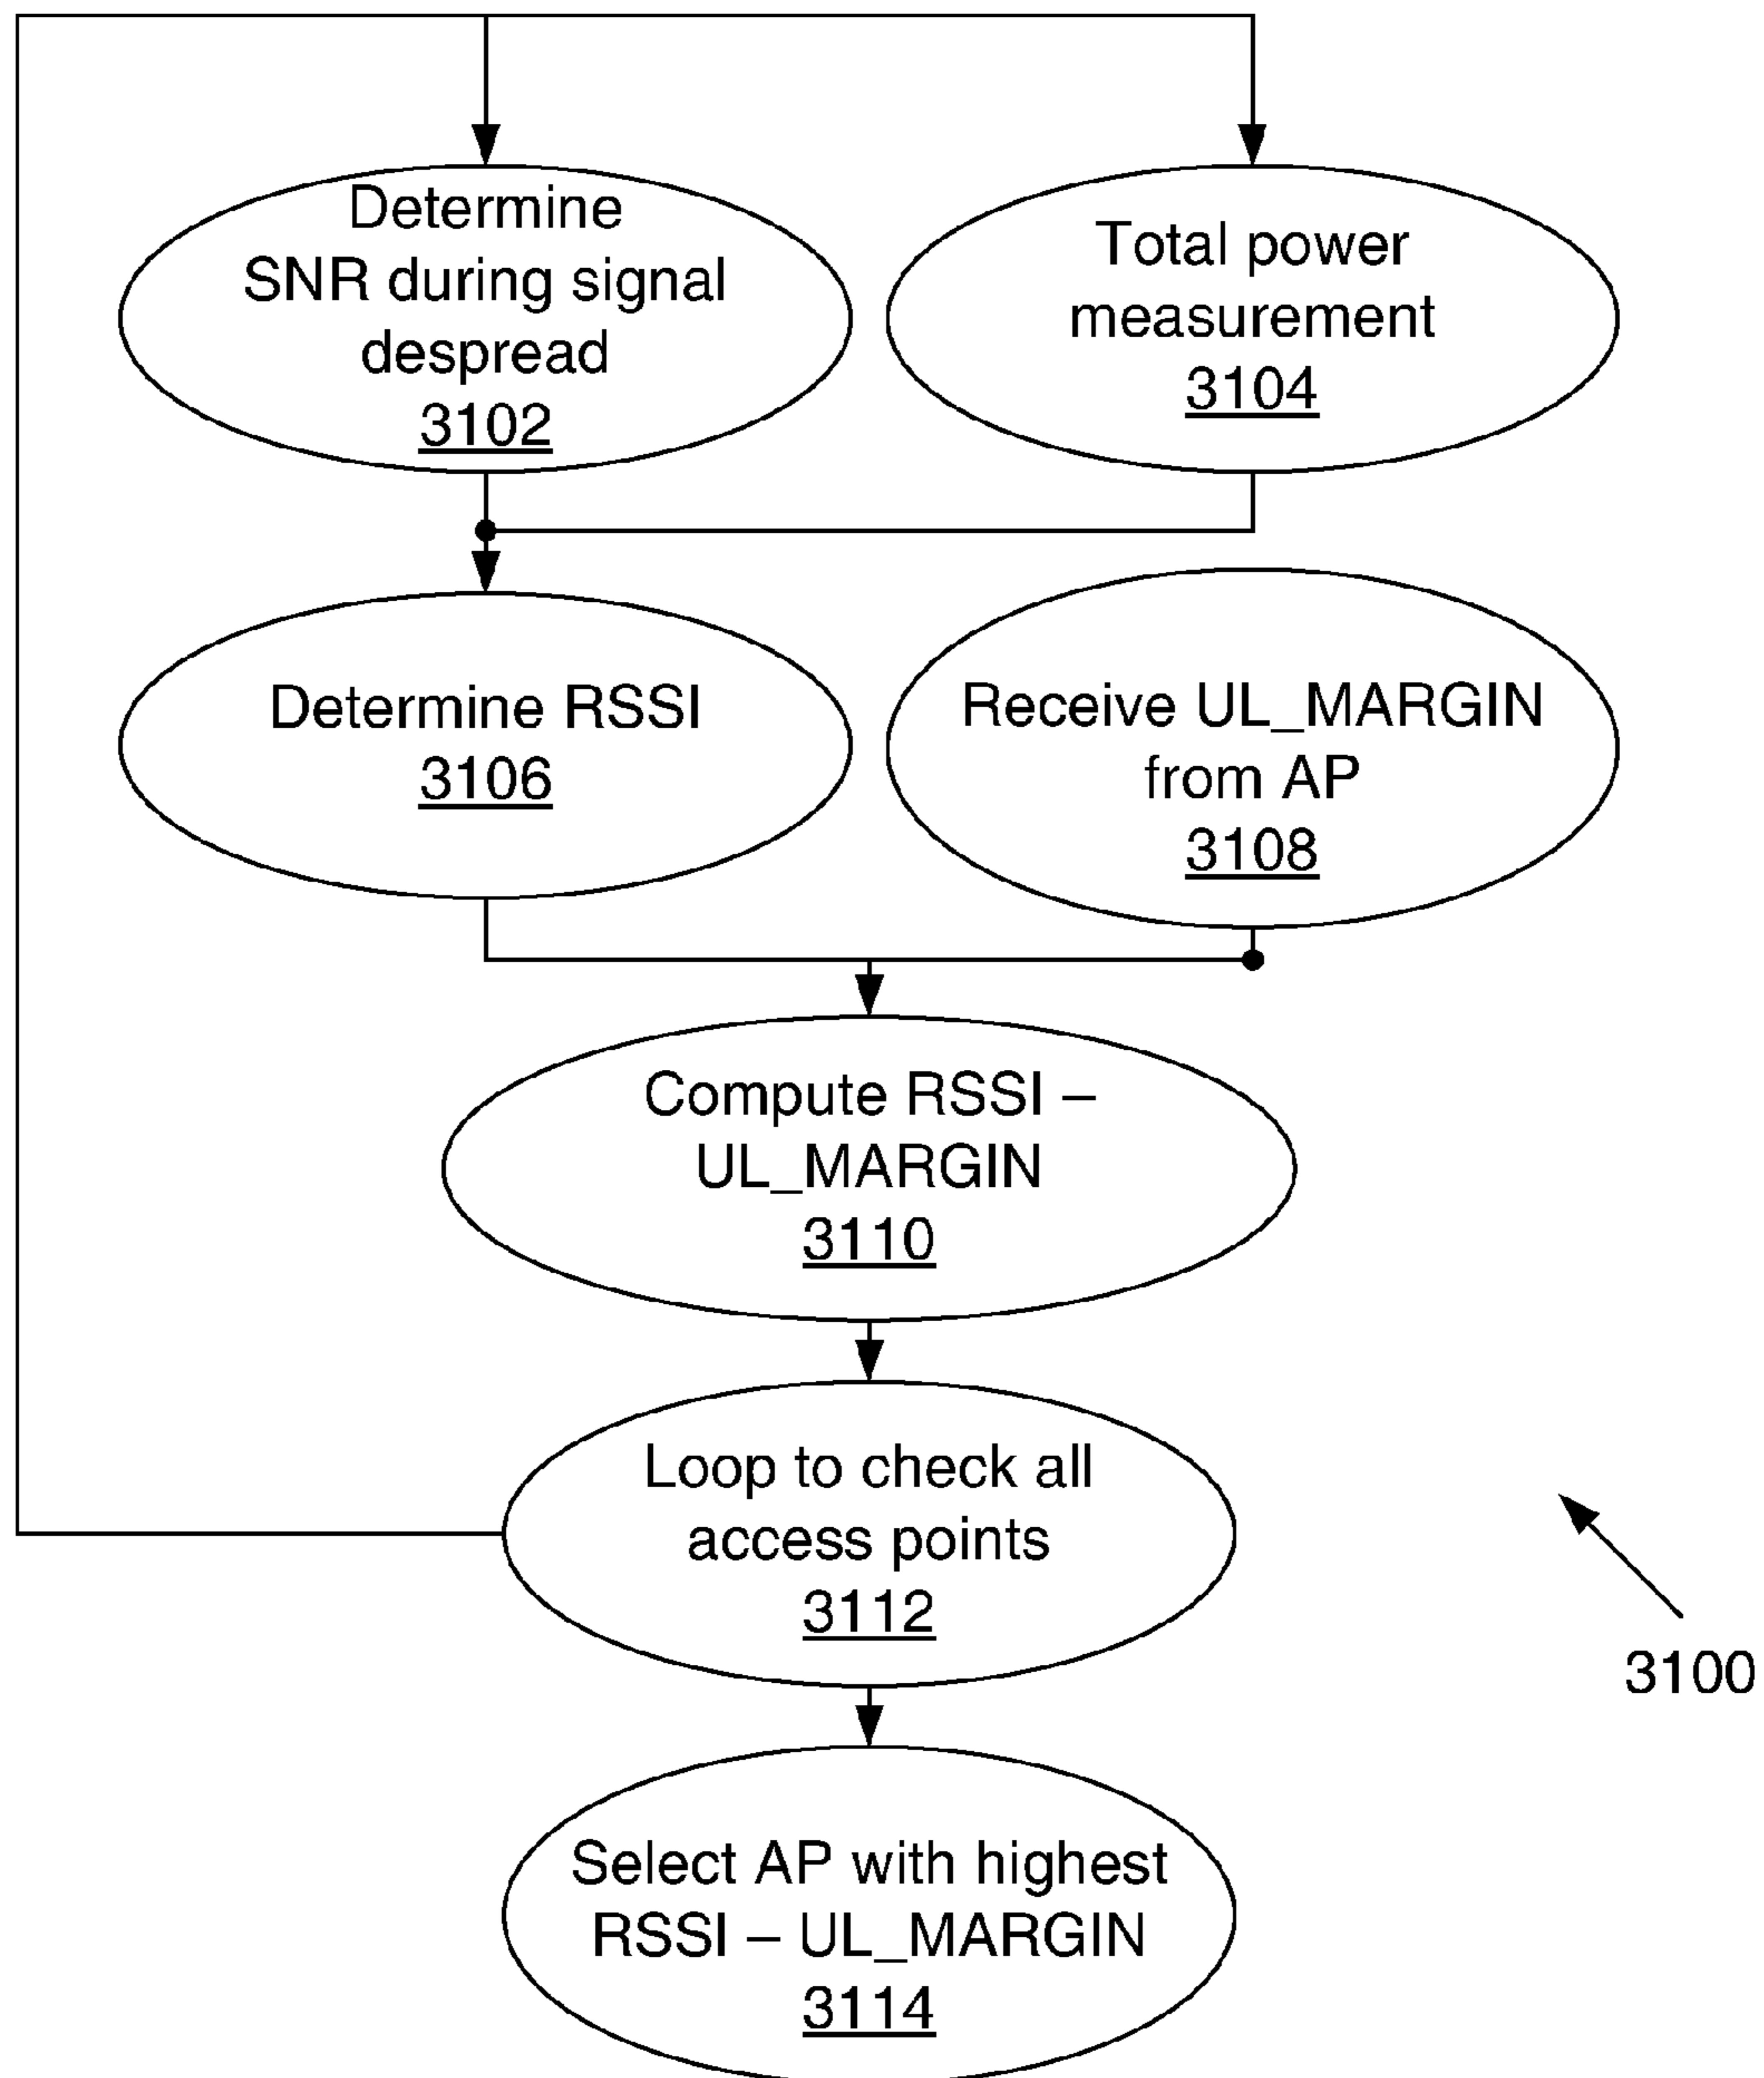 Determine
SNR during signal
despread
3102
Total power
measurement
3104
Determine RSSI
3106
Receive UL_MARGIN
from AP
3108
Compute RSSI –
UL_MARGIN
3110
Loop to check all
access points
3112
3100
Select AP with highest
RSSI – UL_MARGIN
3114